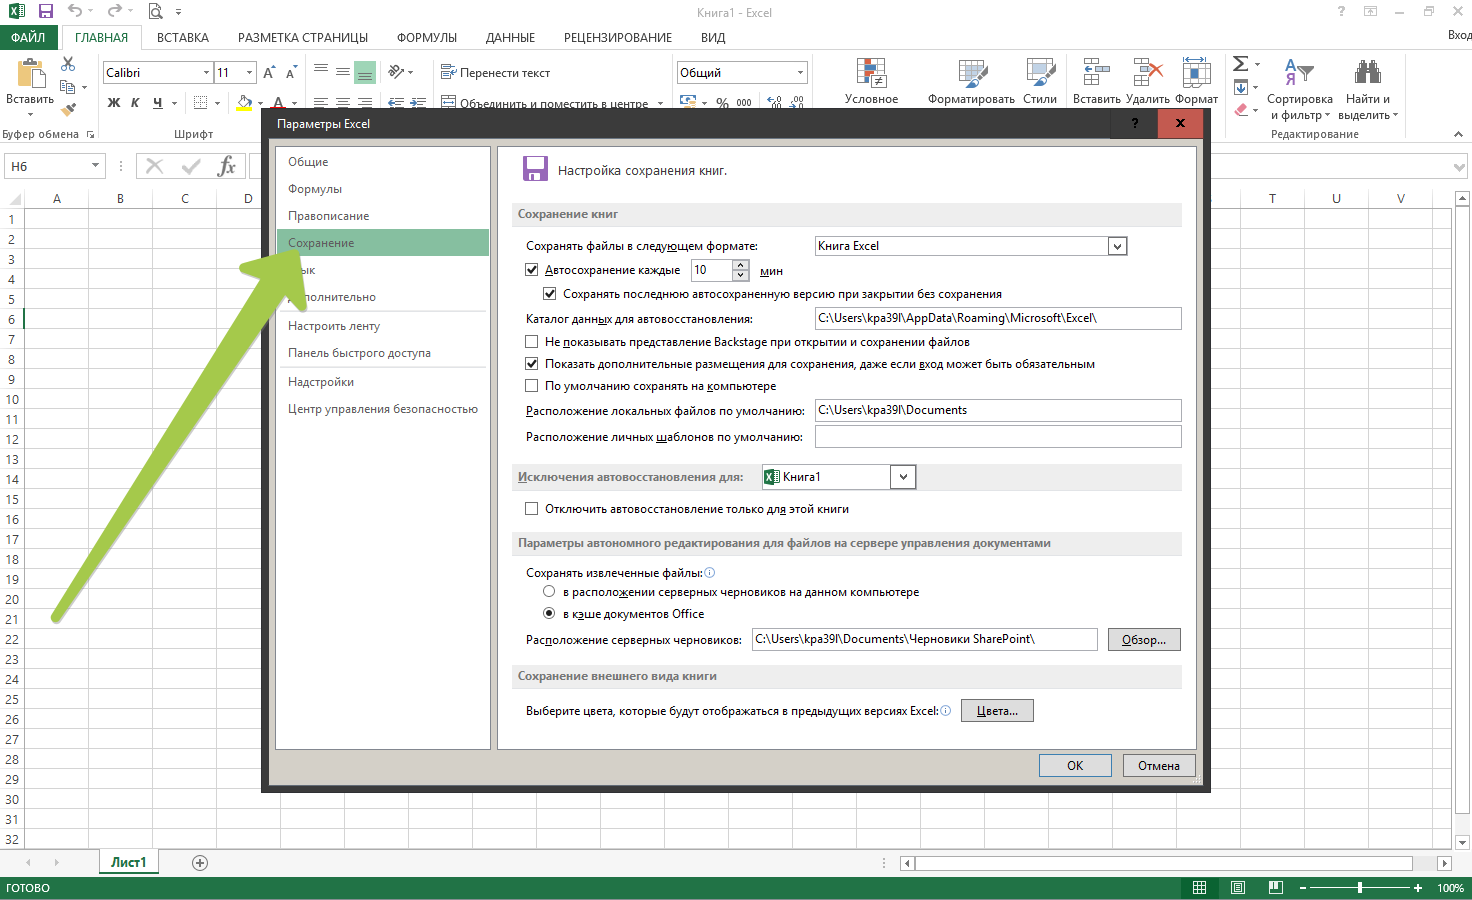 Книга1 - Excel
?
ФАЙЛ ГЛАВНАЯ ВСТАВКА РАЗМЕТКА СТРАНИЦЫ ФОРМУЛЫ ДАННЫЕ РЕЦЕНЗИРОВАНИЕ ВИД Вход
Вставить
Буфер обмена
Calibri 11
Ж К Ч
Шрифт
Перенести текст
Объединить и поместить в центре
Общий
% 000
Условное
Форматировать
Стили
Вставить Удалить Формат
Сортировка
и фильтр
Найти и
выделить
Редактирование
H6
fx
A B C D T U V
1
2
3
4
5
6
7
8
9
10
11
12
13
14
15
16
17
18
19
20
21
22
23
24
25
26
27
28
29
30
31
32
Параметры Excel
? x
Общие
Формулы
Правописание
Сохранение
Настроить ленту
Панель быстрого доступа
Надстройки
Центр управления безопасностью
Настройка сохранения книг.
Сохранение книг
Сохранять файлы в следующем формате: Книга Excel
Автосохранение каждые 10 мин
Сохранять последнюю автосохраненную версию при закрытии без сохранения
Каталог данных для автовосстановления: C:\Users\kpa39l\AppData\Roaming\Microsoft\Excel\
Не показывать представление Backstage при открытии и сохранении файлов
Показать дополнительные размещения для сохранения, даже если вход может быть обязательным
По умолчанию сохранять на компьютере
Расположение локальных файлов по умолчанию: C:\Users\kpa39l\Documents
Расположение личных шаблонов по умолчанию:
Исключения автовосстановления для: Книга1
Отключить автовосстановление только для этой книги
Параметры автономного редактирования для файлов на сервере управления документами
Сохранять извлеченные файлы:
в расположении серверных черновиков на данном компьютере
в кэше документов Office
Расположение серверных черновиков: C:\Users\kpa39l\Documents\Черновики SharePoint\ Обзор...
Сохранение внешнего вида книги
Выберите цвета, которые будут отображаться в предыдущих версиях Excel: Цвета...
ОК Отмена
Лист1
ГОТОВО
100%